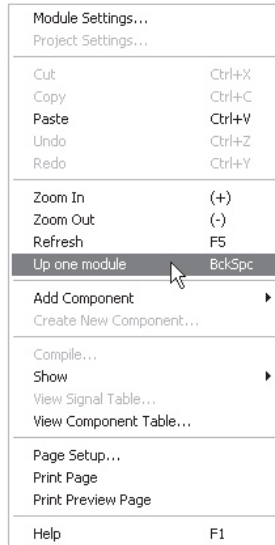 Module Settings...
Project Settings...
Cut Ctrl+X
Copy Ctrl+C
Paste Ctrl+V
Undo Ctrl+Z
Redo Ctrl+Y
Zoom In (+)
Zoom Out (-)
Refresh F5
Up one module BckSpc
Add Component
Create New Component...
Compile...
Show
View Signal Table...
View Component Table...
Page Setup...
Print Page
Print Preview Page
Help F1